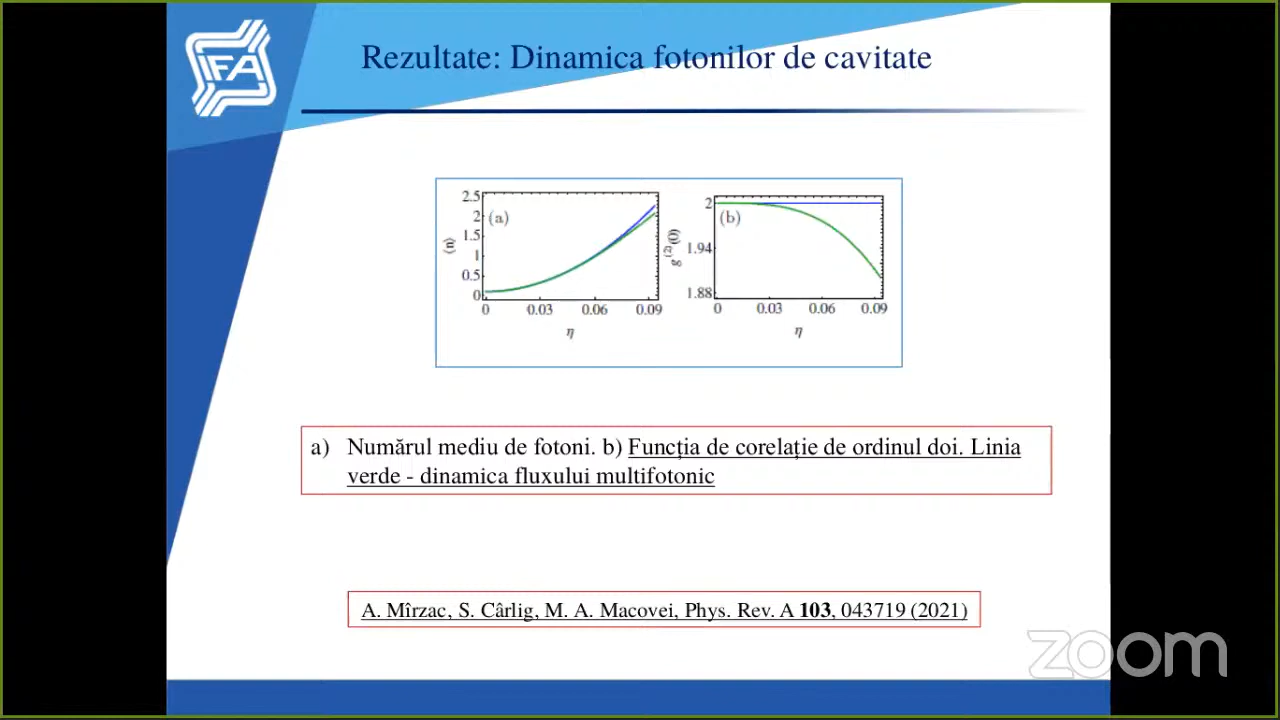 IFA
Rezultate: Dinamica fotonilor de cavitate
2.5
2
1.5
1
0.5
0
(a)
⟨n⟩
0 0.03 0.06 0.09
η
2
1.94
1.88
(b)
g⁽²⁾(0)
0 0.03 0.06 0.09
η
a) Numărul mediu de fotoni. b) Funcția de corelație de ordinul doi. Linia
verde - dinamica fluxului multifotonic
A. Mîrzac, S. Cârlig, M. A. Macovei, Phys. Rev. A 103, 043719 (2021)
zoom